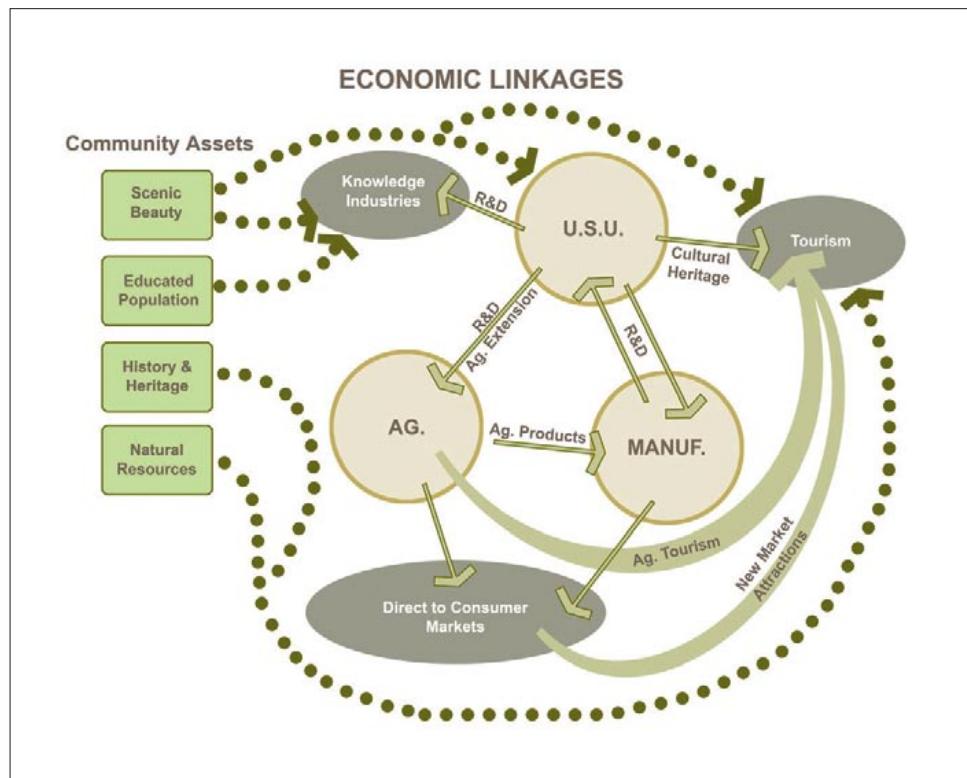 ECONOMIC LINKAGES
Community Assets
Scenic
Beauty
Educated
Population
History &
Heritage
Natural
Resources
Knowledge
Industries
R&D
U.S.U.
Cultural
Heritage
Tourism
R&D
Ag. Extension
R&D
AG.
Ag. Products
MANUF.
Ag. Tourism
New Market
Attractions
Direct to Consumer
Markets